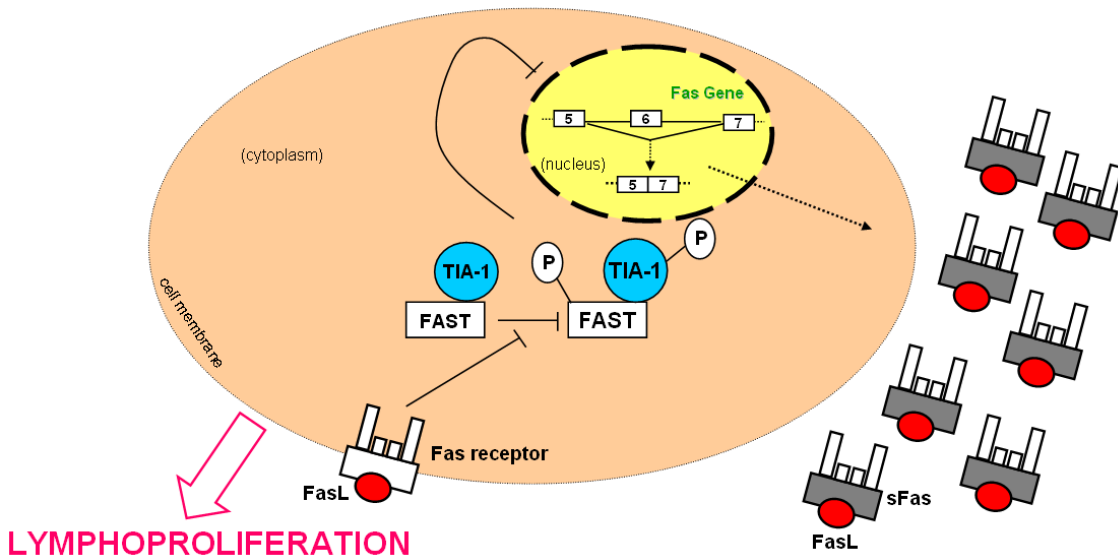 Fas Gene
5 6 7
(cytoplasm)
(nucleus)
5 7
P
TIA-1
P
TIA-1
FAST
FAST
cell membrane
Fas receptor
FasL
sFas
FasL
LYMPHOPROLIFERATION